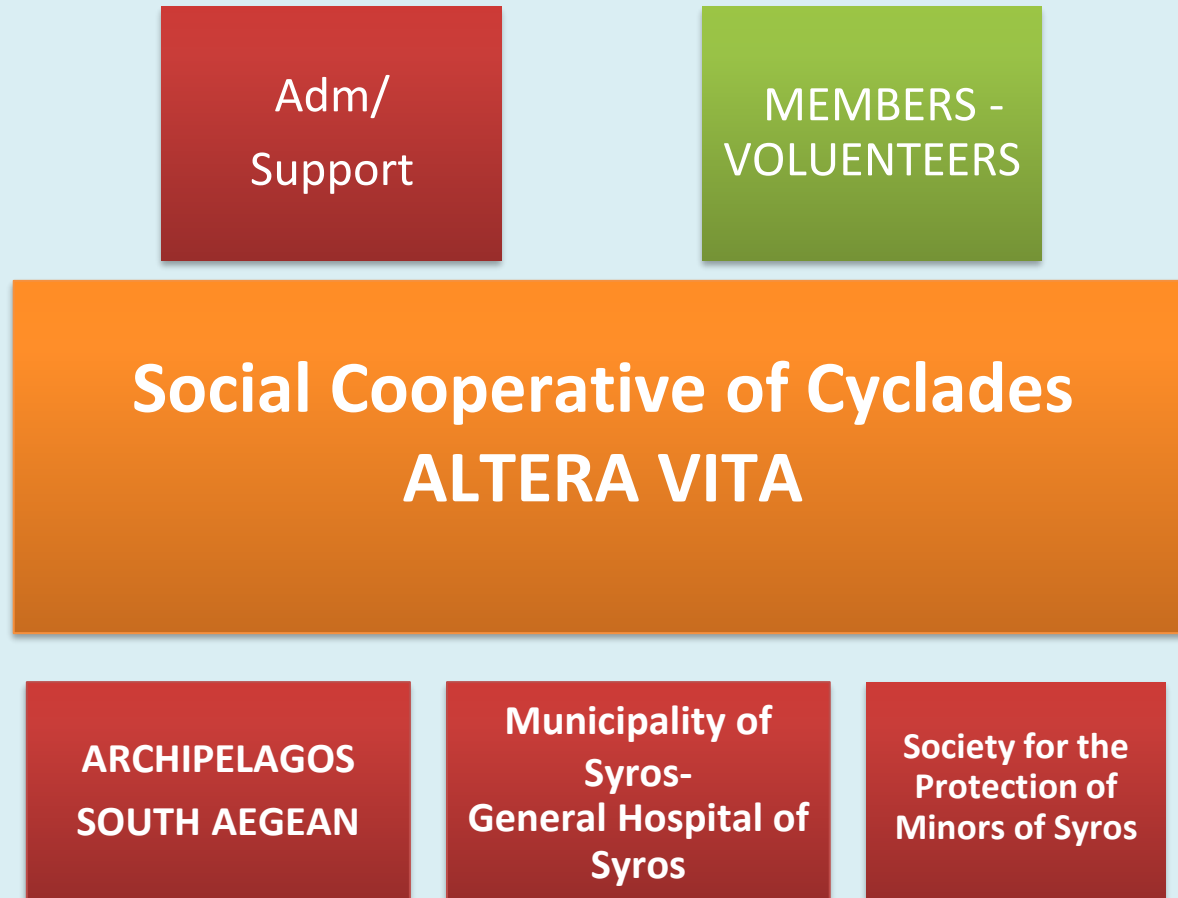 Adm/
Support
MEMBERS -
VOLUENTEERS
Social Cooperative of Cyclades
ALTERA VITA
ARCHIPELAGOS
SOUTH AEGEAN
Municipality of
Syros-
General Hospital of
Syros
Society for the
Protection of
Minors of Syros